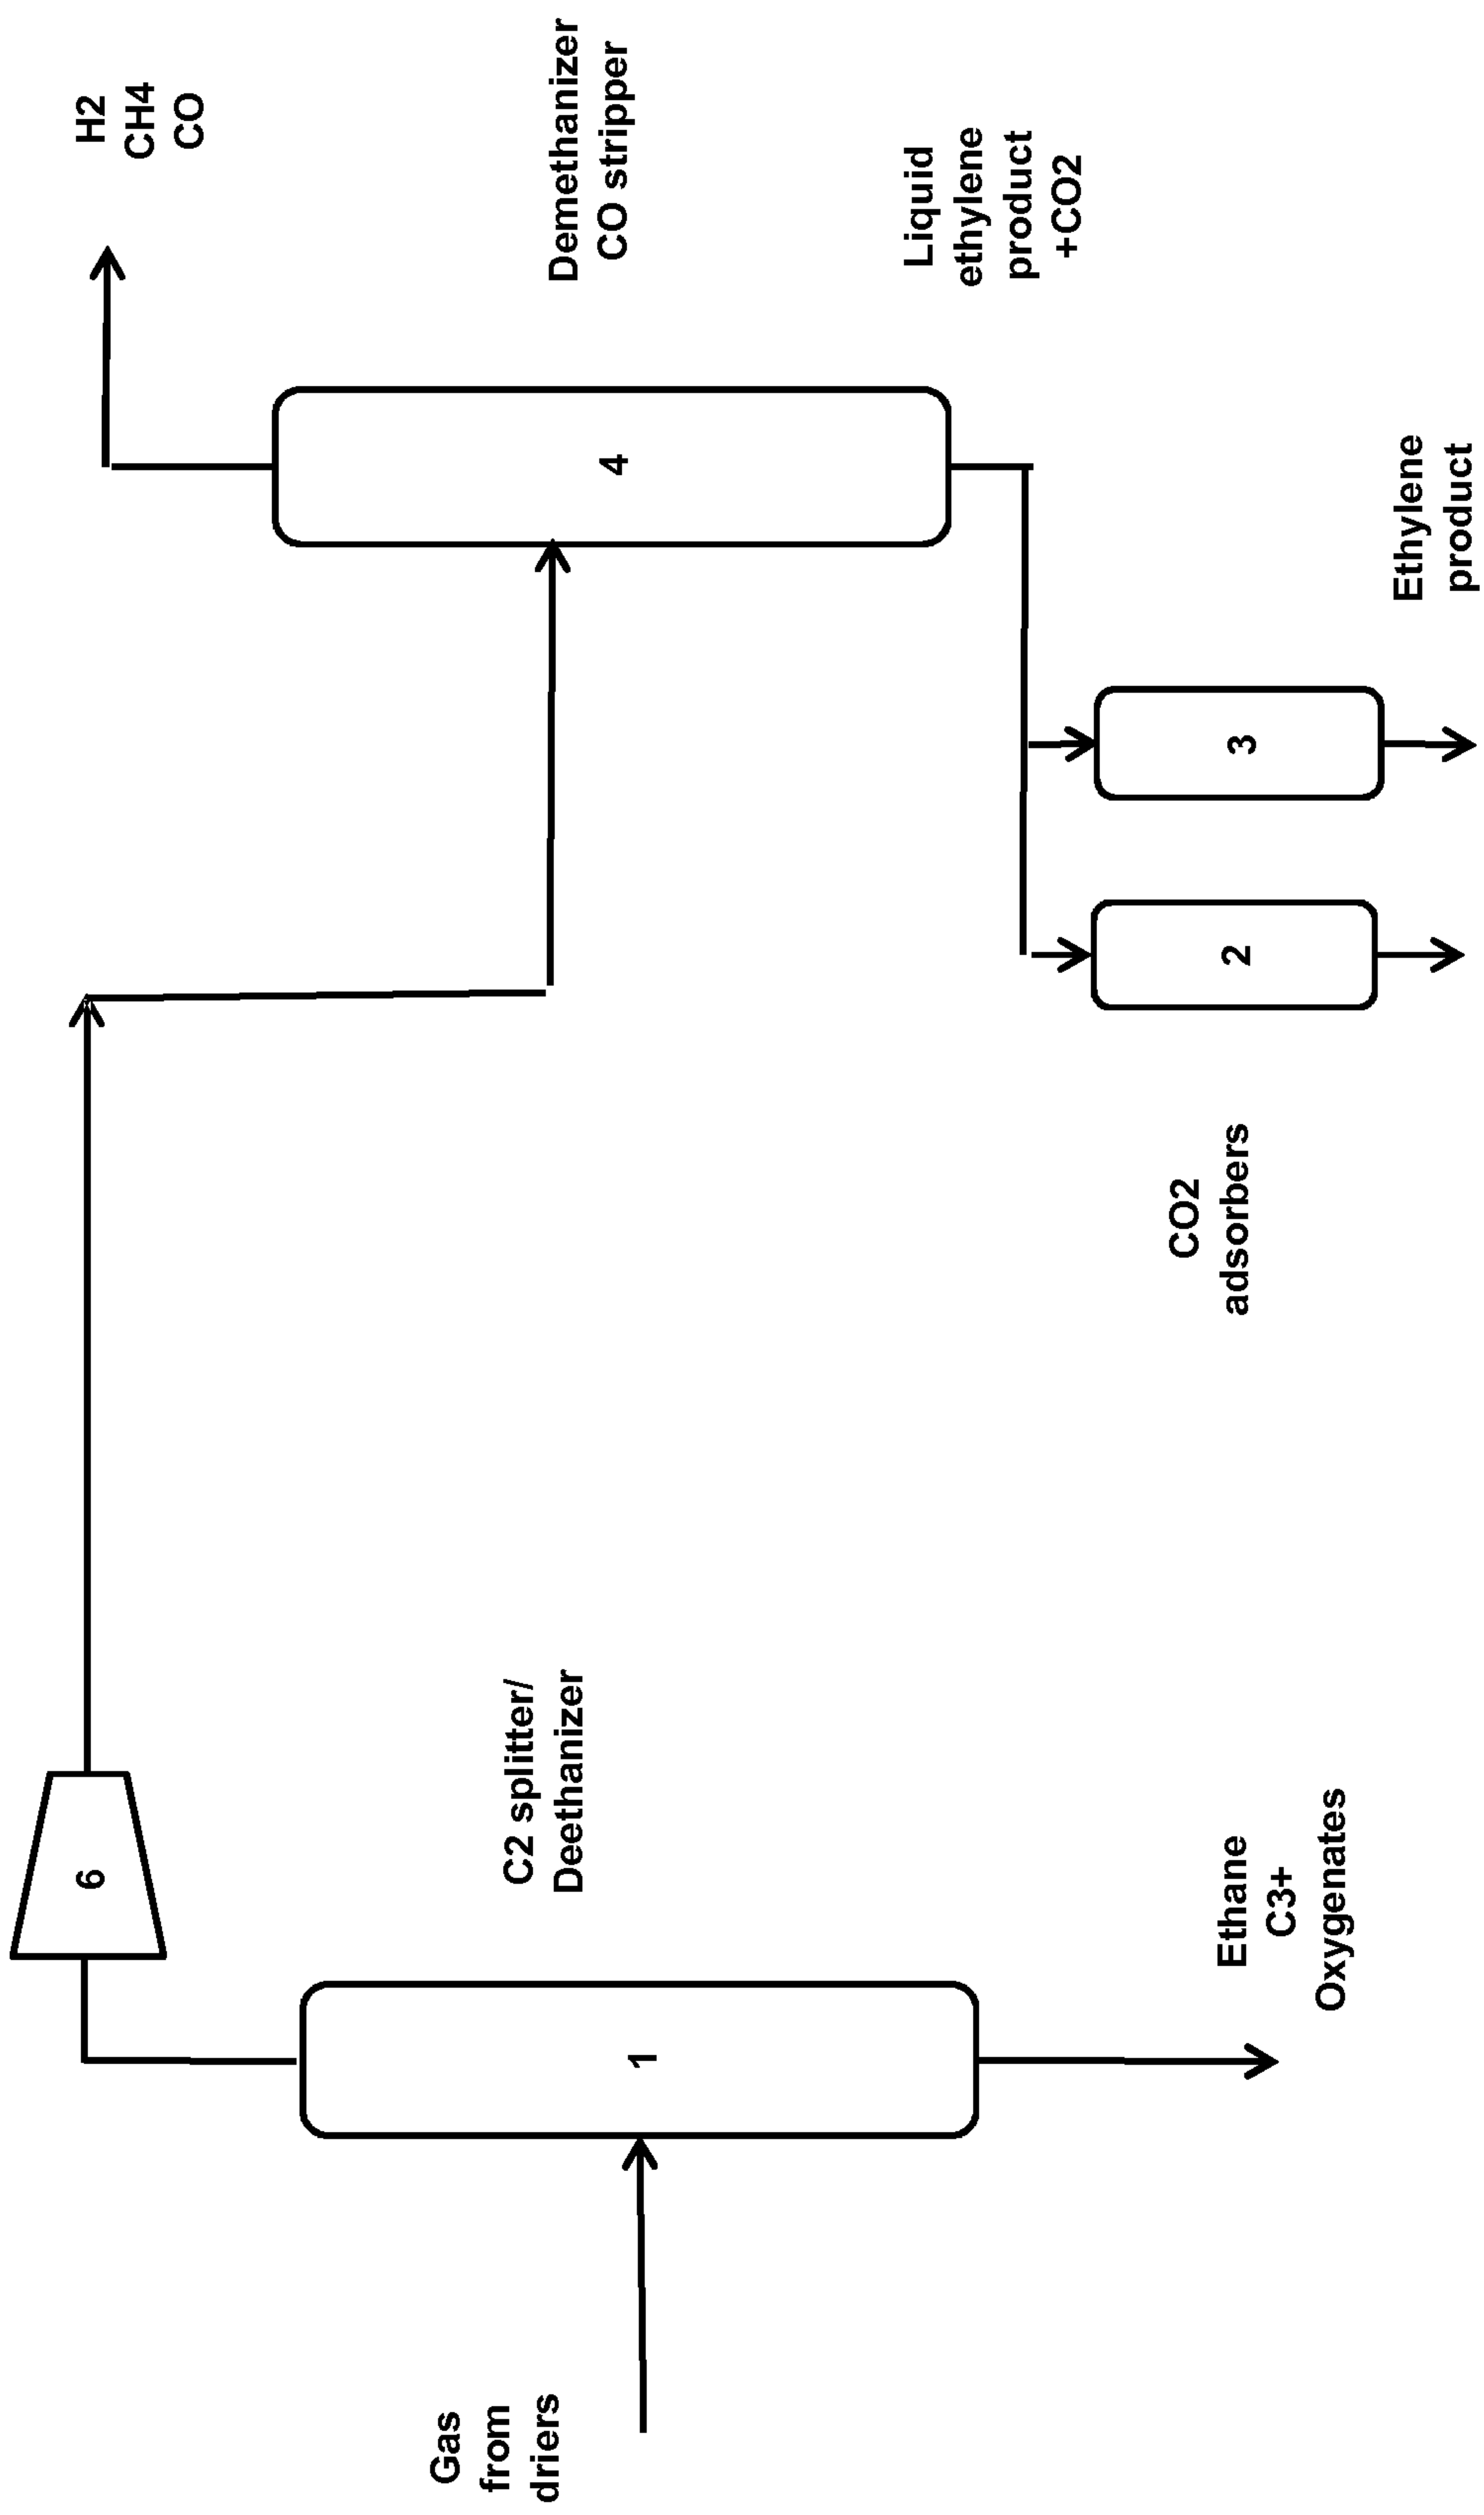 Gas
from
driers
1
C2 splitter/
Deethanizer
Ethane
C3+
Oxygenates
6
CO2
adsorbers
2
3
4
H2
CH4
CO
Demethanizer
CO stripper
Liquid
ethylene
product
+CO2
Ethylene
product